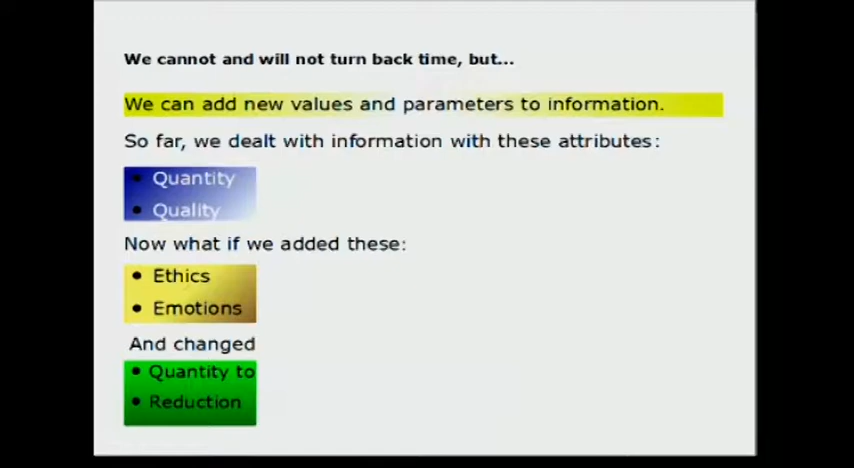 We cannot and will not turn back time, but...
We can add new values and parameters to information.
So far, we dealt with information with these attributes:
• Quantity
• Quality
Now what if we added these:
• Ethics
• Emotions
And changed
• Quantity to
• Reduction